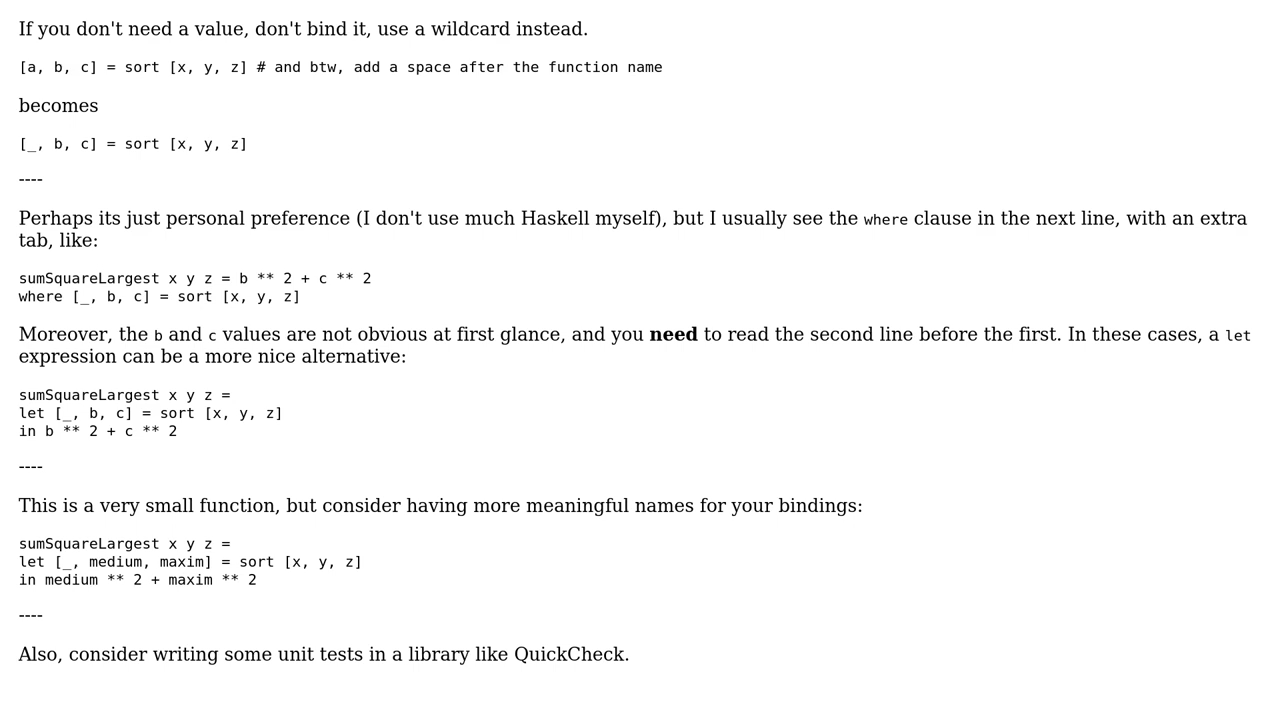 If you don't need a value, don't bind it, use a wildcard instead.
[a, b, c] = sort [x, y, z] # and btw, add a space after the function name
becomes
[_, b, c] = sort [x, y, z]
----
Perhaps its just personal preference (I don't use much Haskell myself), but I usually see the where clause in the next line, with an extra
tab, like:
sumSquareLargest x y z = b ** 2 + c ** 2
where [_, b, c] = sort [x, y, z]
Moreover, the b and c values are not obvious at first glance, and you need to read the second line before the first. In these cases, a let
expression can be a more nice alternative:
sumSquareLargest x y z =
let [_, b, c] = sort [x, y, z]
in b ** 2 + c ** 2
----
This is a very small function, but consider having more meaningful names for your bindings:
sumSquareLargest x y z =
let [_, medium, maxim] = sort [x, y, z]
in medium ** 2 + maxim ** 2
----
Also, consider writing some unit tests in a library like QuickCheck.